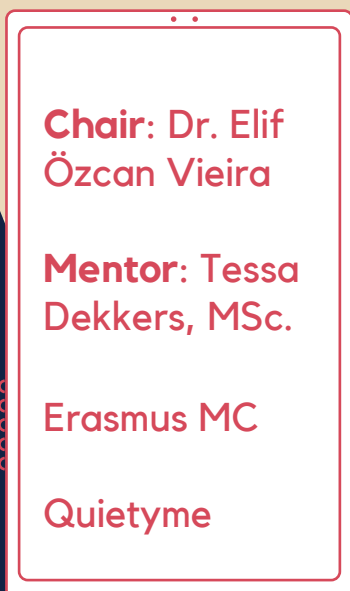 Chair: Dr. Elif
Özcan Vieira
Mentor: Tessa
Dekkers, MSc.
Erasmus MC
Quietyme